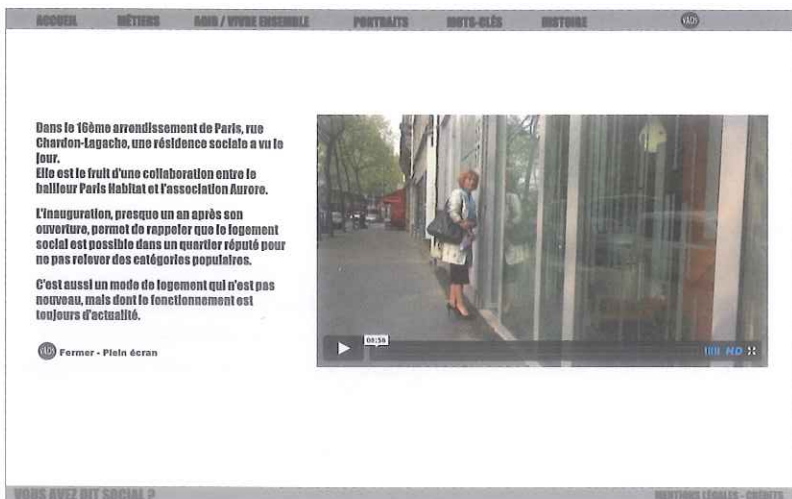 ACCUEIL MÉTIERS AGIR / VIVRE ENSEMBLE PORTRAITS MOTS-CLÉS HISTOIRE VADS
Dans le 16ème arrondissement de Paris, rue
Chardon-Lagache, une résidence sociale a vu le
jour.
Elle est le fruit d'une collaboration entre le
bailleur Paris Habitat et l'association Aurore.
L'inauguration, presque un an après son
ouverture, permet de rappeler que le logement
social est possible dans un quartier réputé pour
ne pas relever des catégories populaires.
C'est aussi un mode de logement qui n'est pas
nouveau, mais dont le fonctionnement est
toujours d'actualité.
VADS Fermer - Plein écran
08:56
HD
VOUS AVEZ DIT SOCIAL ? MENTIONS LÉGALES - CRÉDITS